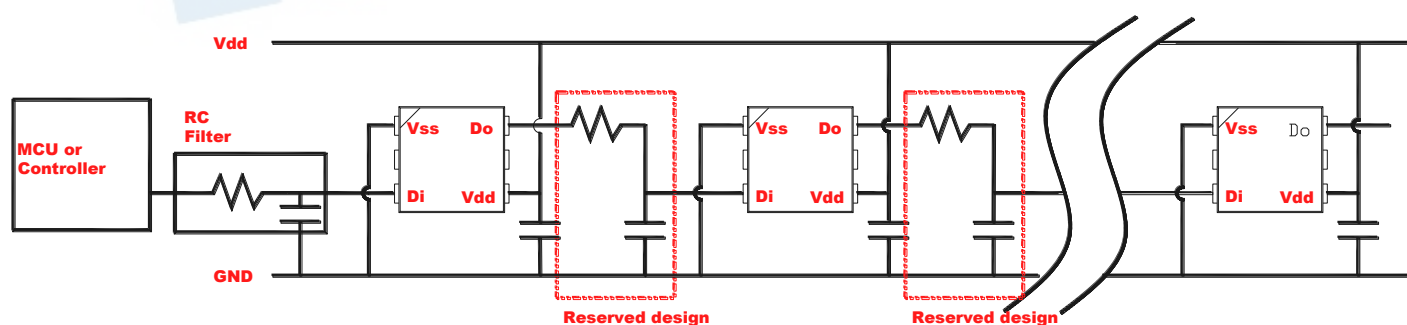 Vdd
RC
Filter
MCU or
Controller
Vss Do
Di Vdd
Vss Do
Di Vdd
Vss Do
Di Vdd
GND
Reserved design
Reserved design